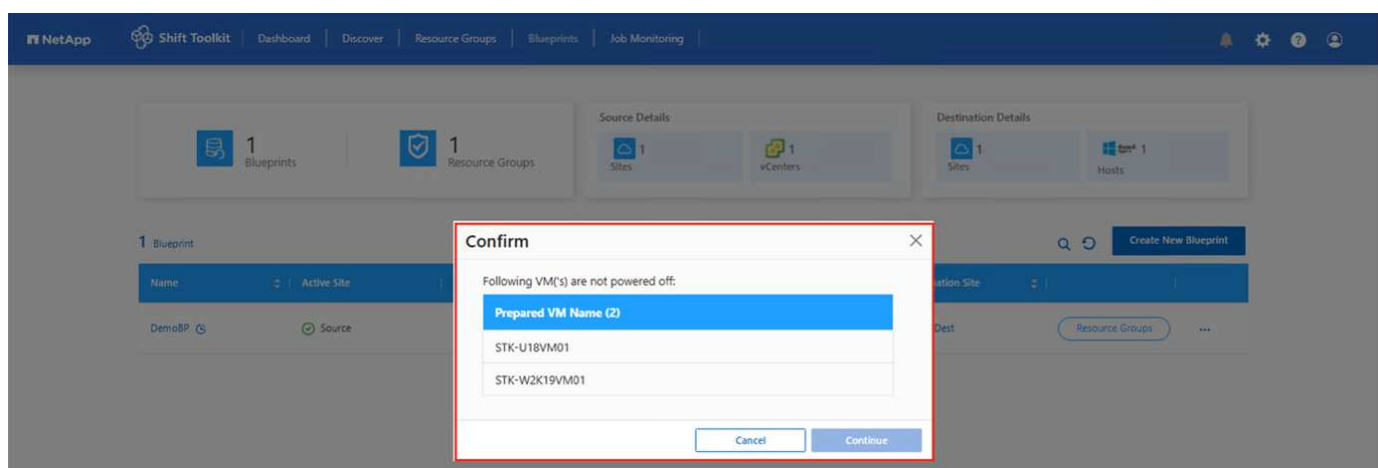 NetApp Shift Toolkit Dashboard Discover Resource Groups Blueprints Job Monitoring
Source Details Destination Details
1 Blueprints
1 Resource Groups
1 Sites
1 vCenters
1 Sites
1 Hosts
1 Blueprint
Create New Blueprint
Name Active Site
ation Site
DemoBP Source
Dest Resource Groups ...
Confirm
Following VM('s) are not powered off:
Prepared VM Name (2)
STK-U18VM01
STK-W2K19VM01
Cancel Continue